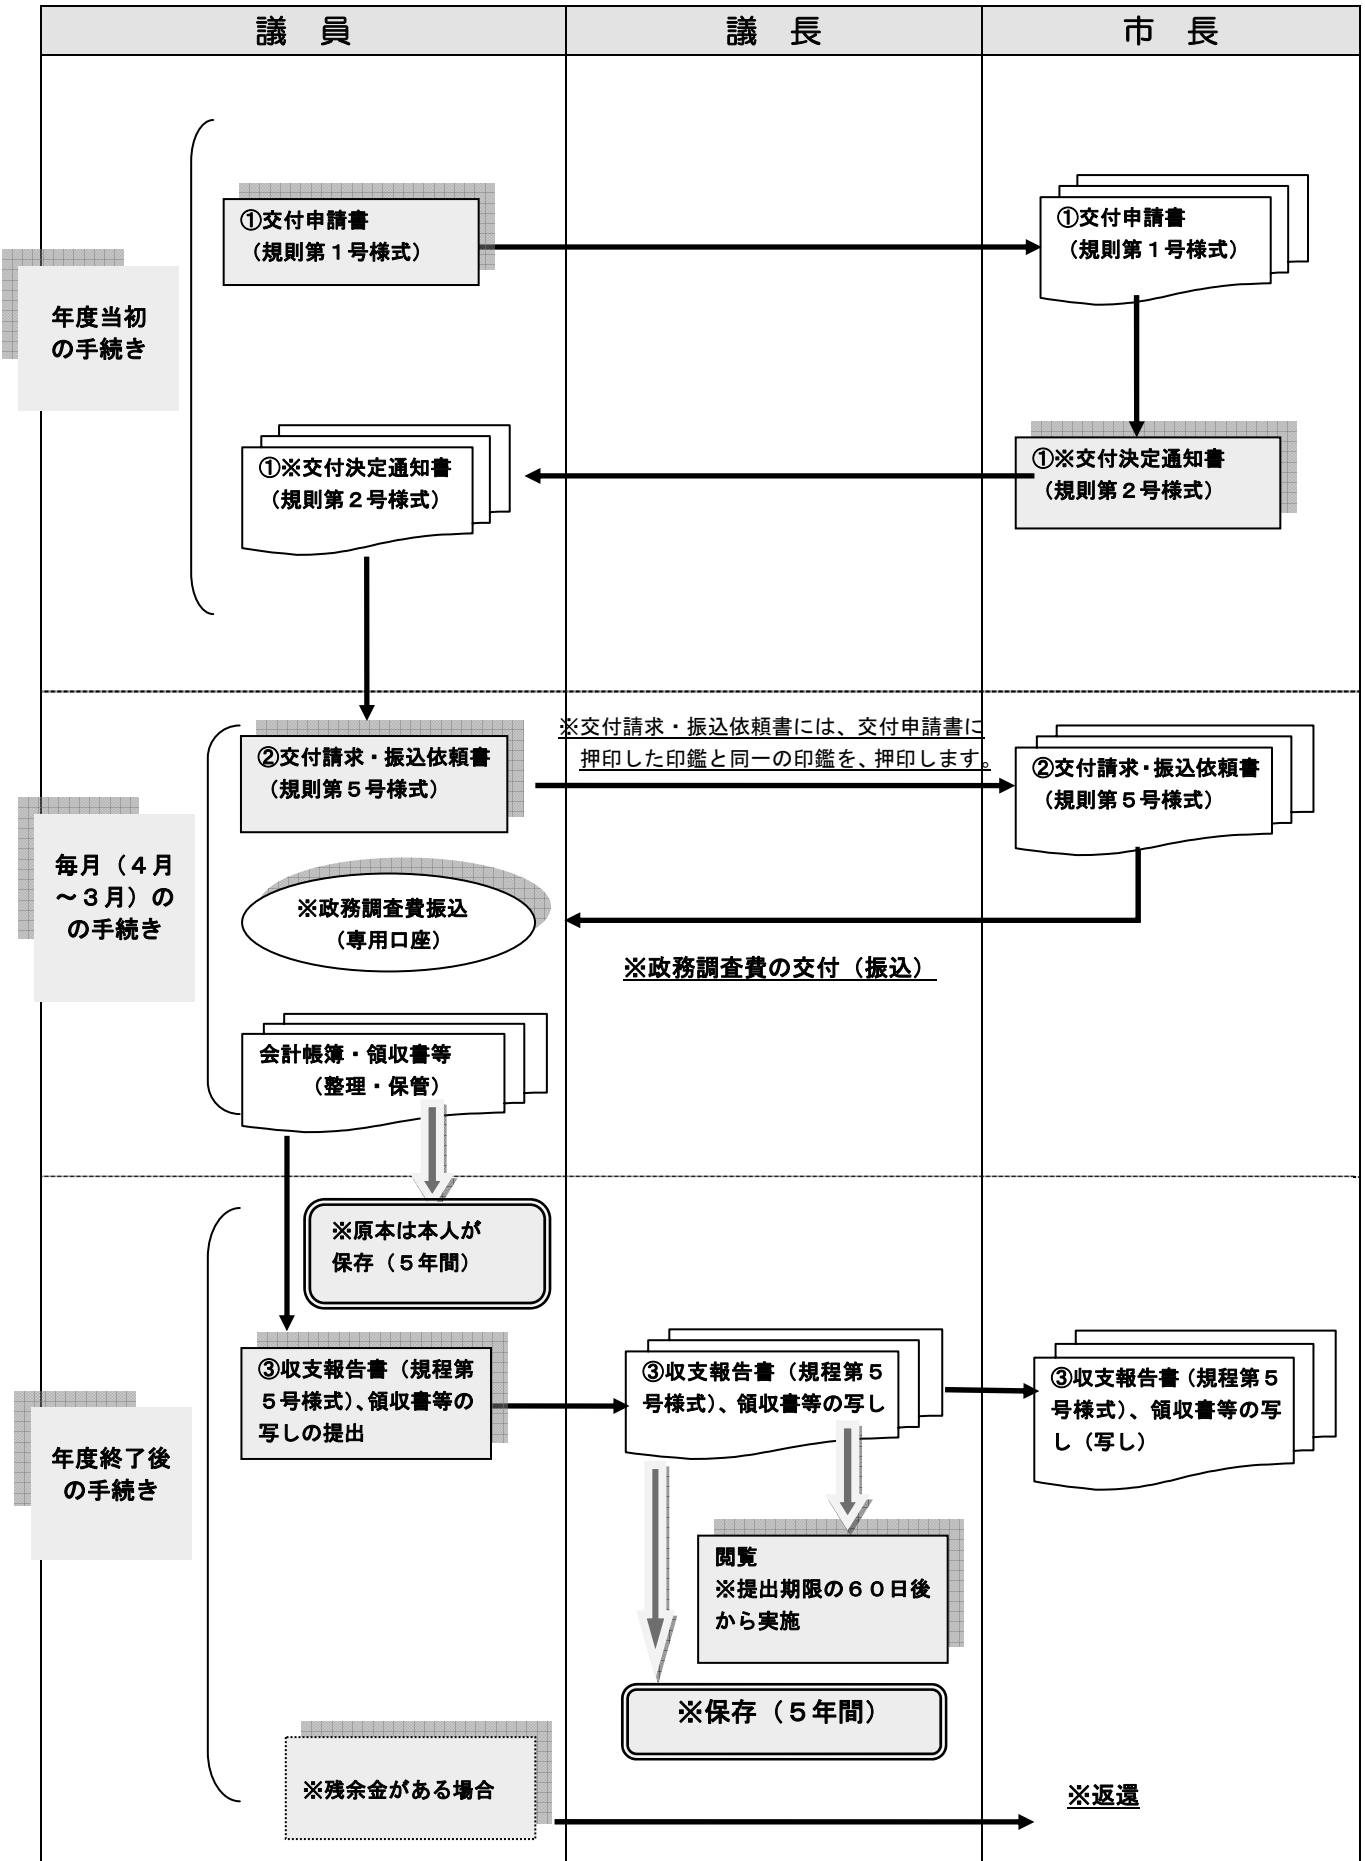 議　員
議　長
市　長
年度当初
の手続き
①交付申請書
（規則第１号様式）
①交付申請書
（規則第１号様式）
①※交付決定通知書
（規則第２号様式）
①※交付決定通知書
（規則第２号様式）
毎月（４月
～３月）の
の手続き
②交付請求・振込依頼書
（規則第５号様式）
※交付請求・振込依頼書には、交付申請書に
押印した印鑑と同一の印鑑を、押印します。
②交付請求・振込依頼書
（規則第５号様式）
※政務調査費振込
（専用口座）
※政務調査費の交付（振込）
会計帳簿・領収書等
（整理・保管）
※原本は本人が
保存（５年間）
年度終了後
の手続き
③収支報告書（規程第
５号様式）、領収書等の
写しの提出
③収支報告書（規程第５
号様式）、領収書等の写し
③収支報告書（規程第５
号様式）、領収書等の写
し（写し）
閲覧
※提出期限の６０日後
から実施
※保存（５年間）
※残余金がある場合
※返還